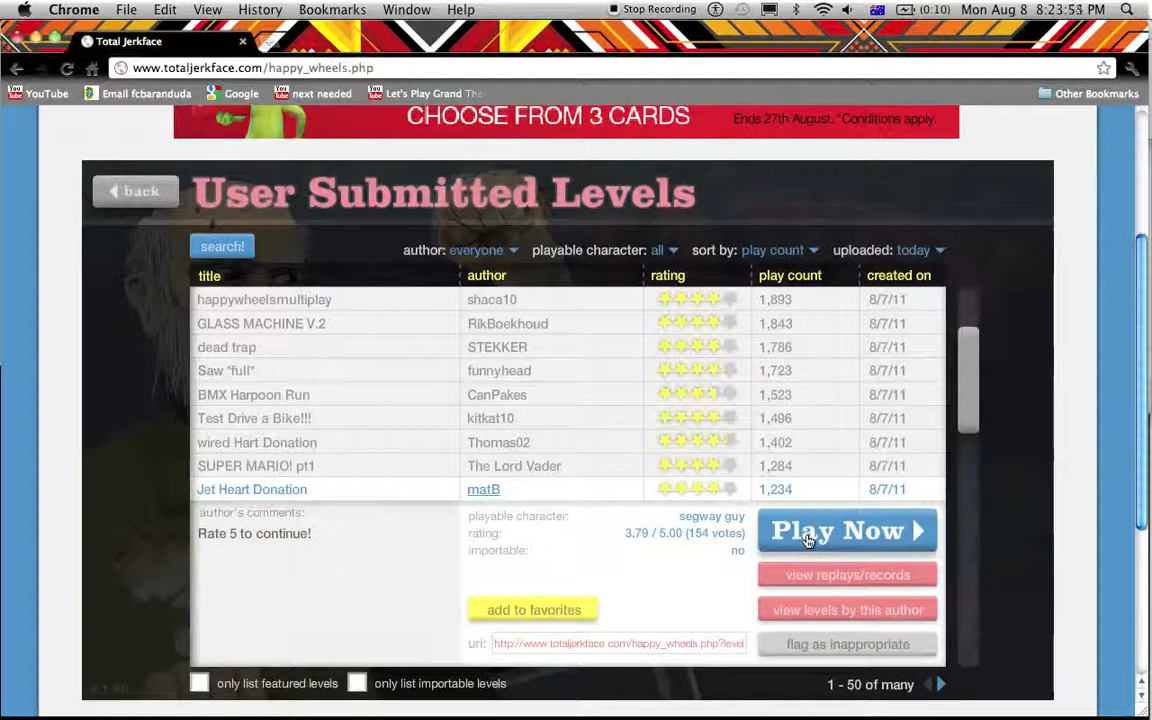 Chrome File Edit View History Bookmarks Window Help Stop Recording (0:10) Mon Aug 8 8:23:53 PM
Total Jerkface
www.totaljerkface.com/happy_wheels.php
YouTube Email fcbaranduda Google next needed Let's Play Grand The Other Bookmarks
CHOOSE FROM 3 CARDS Ends 27th August. *Conditions apply.
back User Submitted Levels
search! author: everyone playable character: all sort by: play count uploaded: today
title author rating play count created on
happywheelsmultiplay shaca10 1,893 8/7/11
GLASS MACHINE V.2 RikBoekhoud 1,843 8/7/11
dead trap STEKKER 1,786 8/7/11
Saw *full* funnyhead 1,723 8/7/11
BMX Harpoon Run CanPakes 1,523 8/7/11
Test Drive a Bike!!! kitkat10 1,496 8/7/11
wired Hart Donation Thomas02 1,402 8/7/11
SUPER MARIO! pt1 The Lord Vader 1,284 8/7/11
Jet Heart Donation matB 1,234 8/7/11
author's comments: playable character: segway guy
Rate 5 to continue! rating: 3.79 / 5.00 (154 votes) Play Now
importable: no
view replays/records
add to favorites view levels by this author
uri: http://www.totaljerkface.com/happy_wheels.php?level flag as inappropriate
only list featured levels only list importable levels 1 - 50 of many